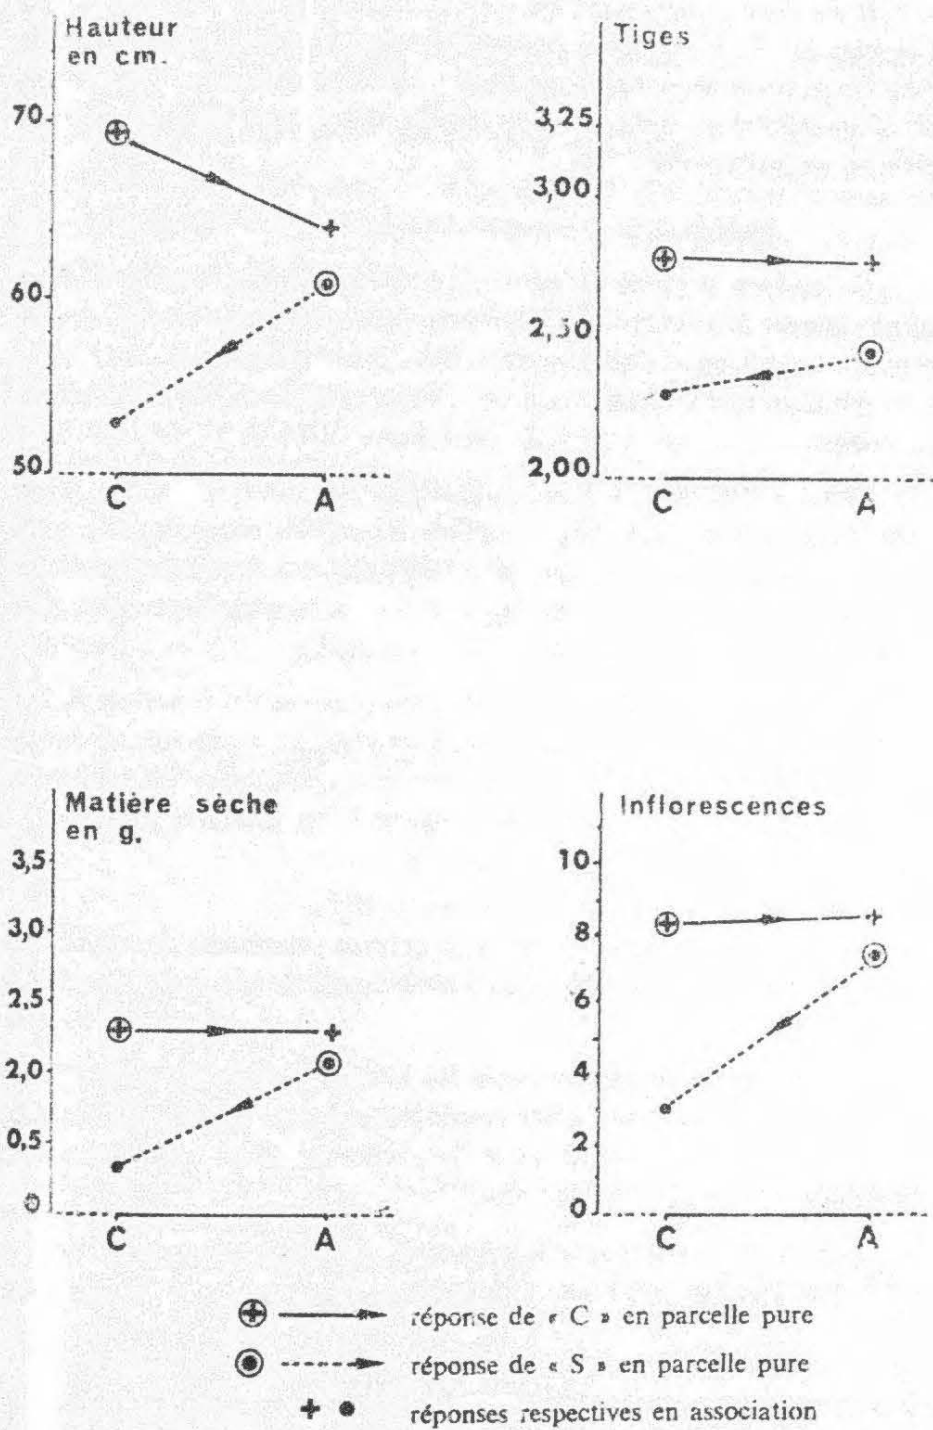 Hauteur
en cm.
70
60
50
C A
Tiges
3,25
3,00
2,50
2,00
C A
Matière sèche
en g.
3,5
3,0
2,5
2,0
0,5
0
C A
Inflorescences
10
8
6
4
2
0
C A
réponse de « C » en parcelle pure
réponse de « S » en parcelle pure
réponses respectives en association